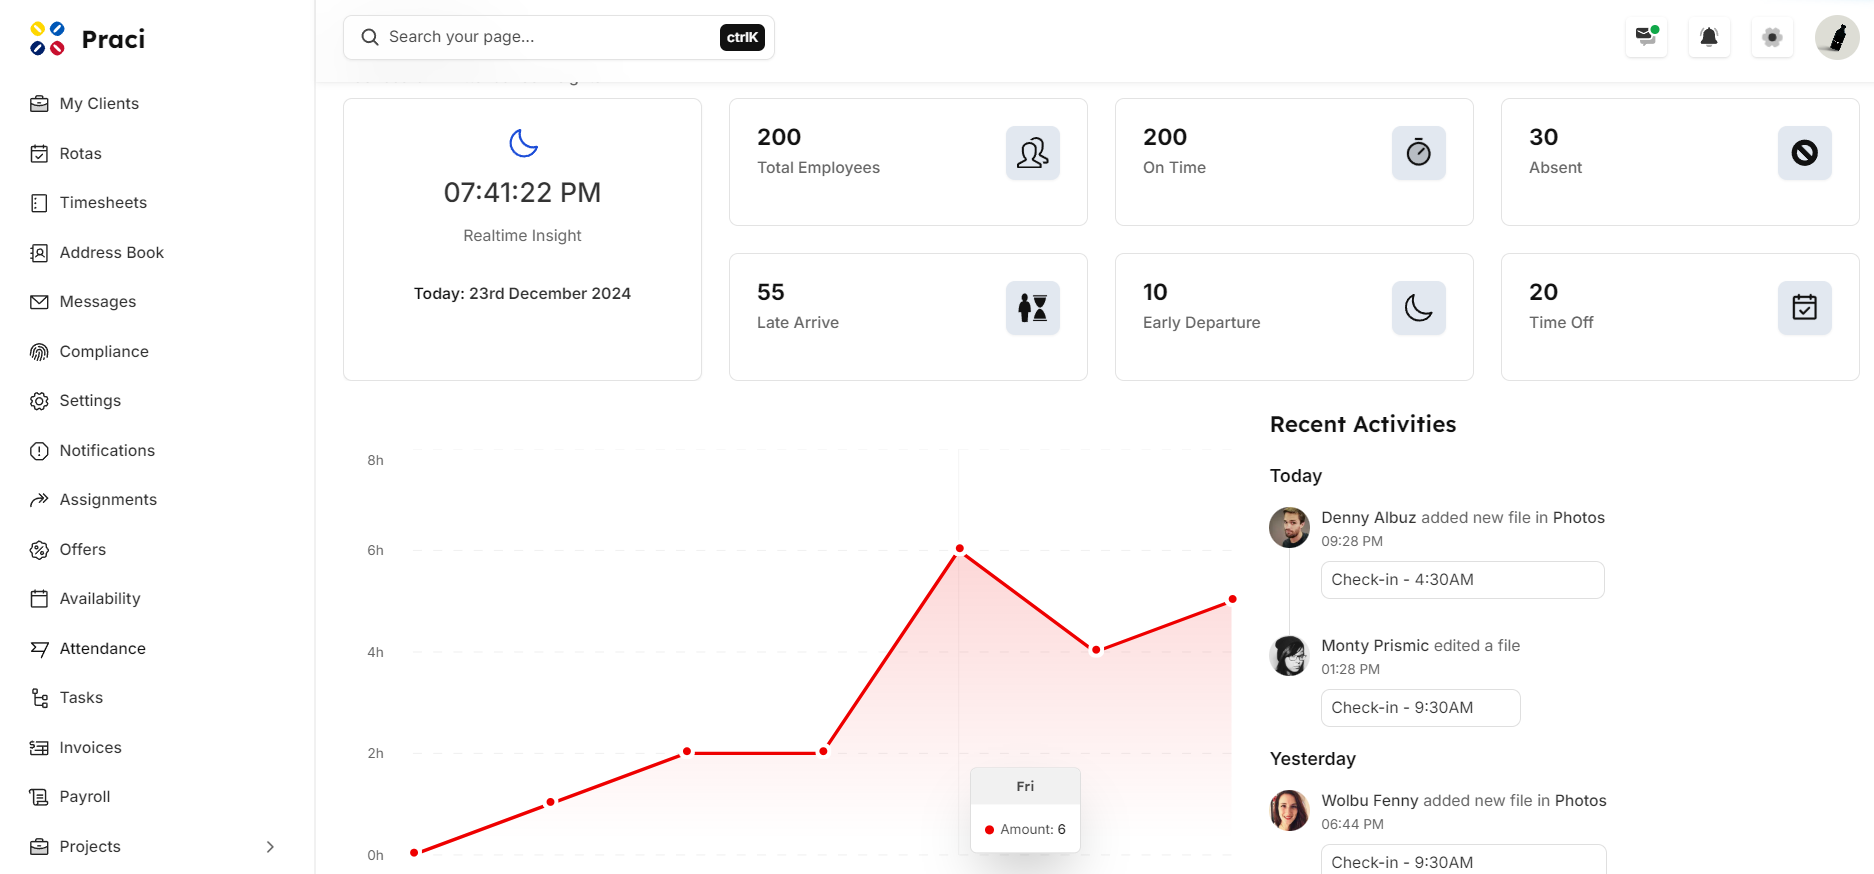 Praci
Search your page...
ctrlK
My Clients
Rotas
Timesheets
Address Book
Messages
Compliance
Settings
Notifications
Assignments
Offers
Availability
Attendance
Tasks
Invoices
Payroll
Projects
07:41:22 PM
Realtime Insight
Today: 23rd December 2024
200
Total Employees
200
On Time
30
Absent
55
Late Arrive
10
Early Departure
20
Time Off
8h
6h
4h
2h
0h
Fri
Amount: 6
Recent Activities
Today
Denny Albuz added new file in Photos
09:28 PM
Check-in - 4:30AM
Monty Prismic edited a file
01:28 PM
Check-in - 9:30AM
Yesterday
Wolbu Fenny added new file in Photos
06:44 PM
Check-in - 9:30AM